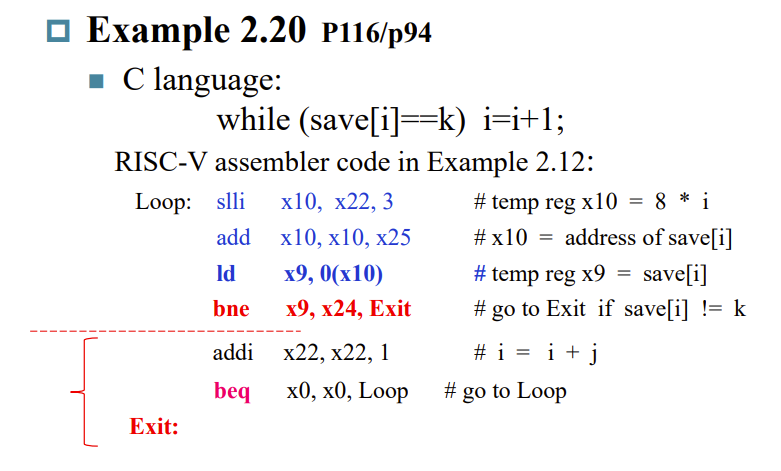 Example 2.20 P116/p94
C language:
while (save[i]==k) i=i+1;
RISC-V assembler code in Example 2.12:
Loop: slli x10, x22, 3 # temp reg x10 = 8 * i
add x10, x10, x25 # x10 = address of save[i]
ld x9, 0(x10) # temp reg x9 = save[i]
bne x9, x24, Exit # go to Exit if save[i] != k
addi x22, x22, 1 # i = i + j
beq x0, x0, Loop # go to Loop
Exit: